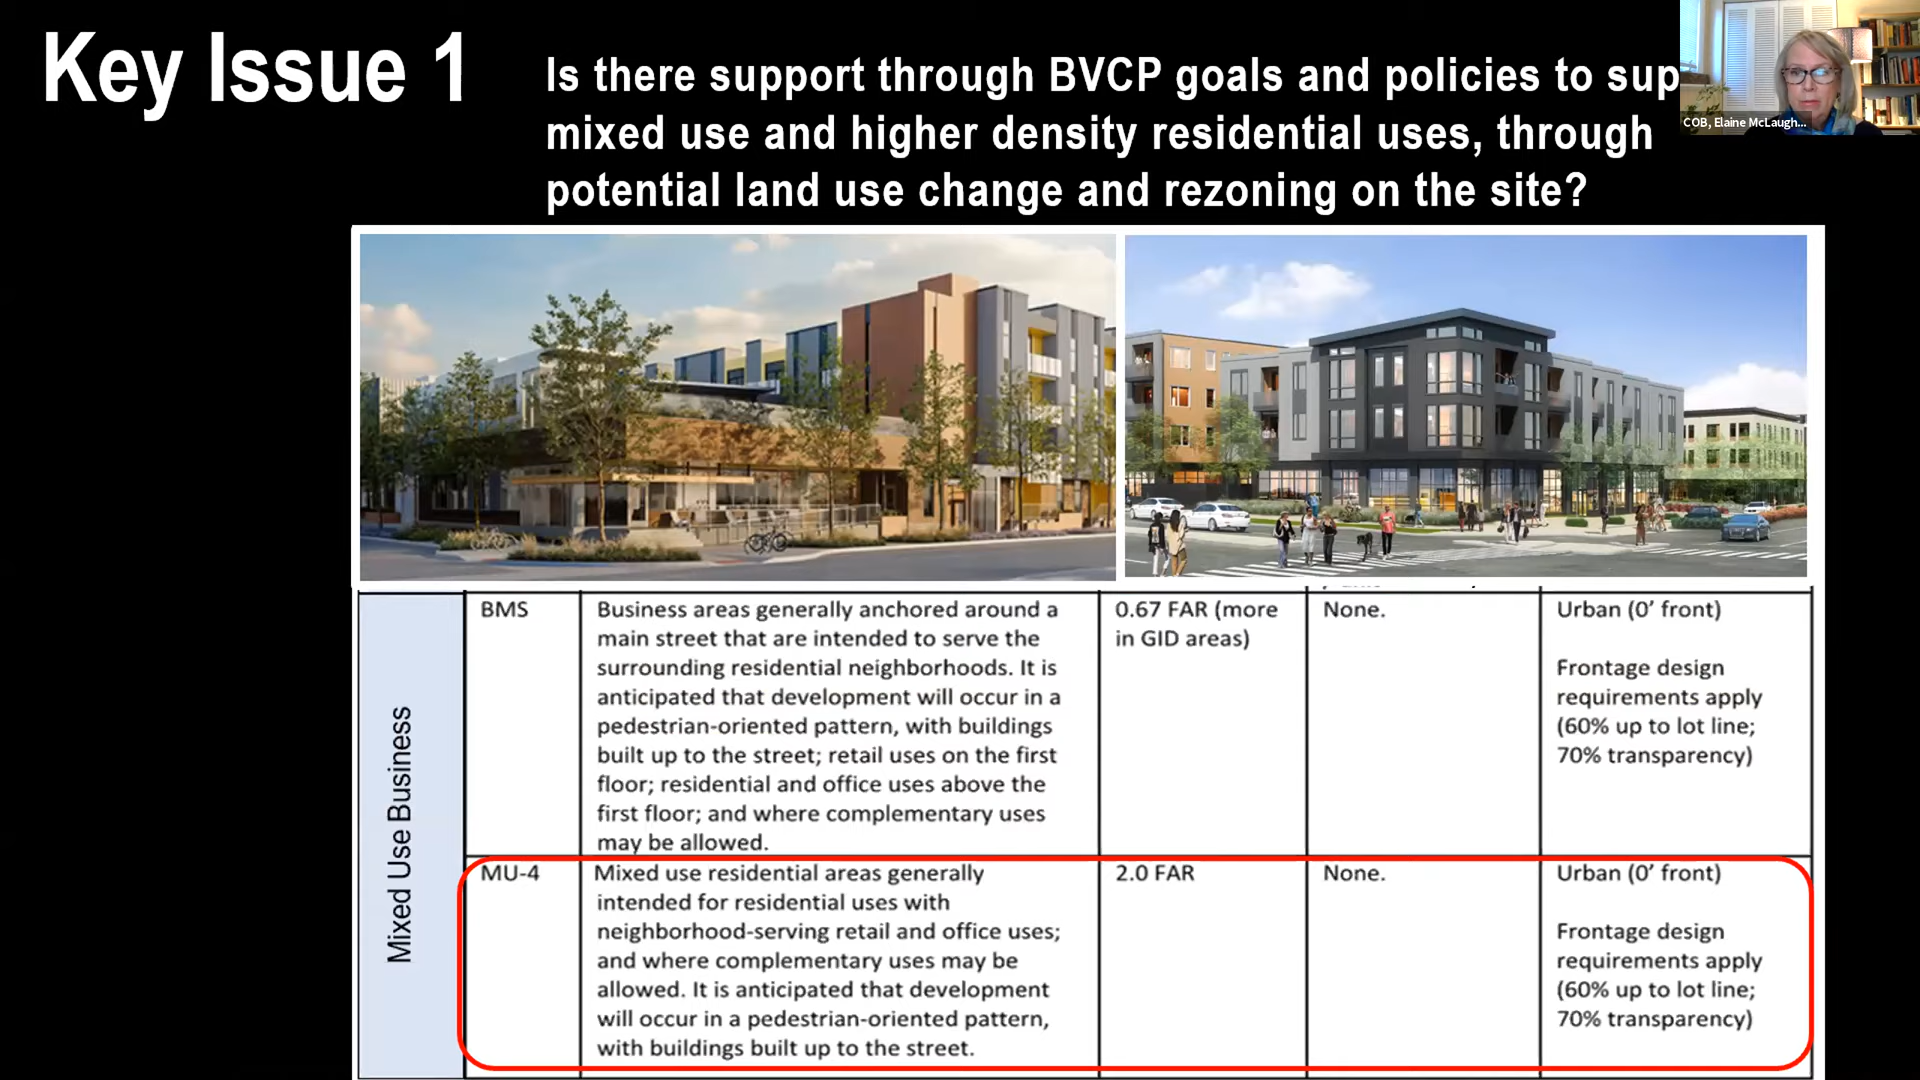 Key Issue 1
Is there support through BVCP goals and policies to sup
mixed use and higher density residential uses, through
potential land use change and rezoning on the site?
COB, Elaine McLaugh...
Mixed Use Business
BMS
Business areas generally anchored around a
main street that are intended to serve the
surrounding residential neighborhoods. It is
anticipated that development will occur in a
pedestrian-oriented pattern, with buildings
built up to the street; retail uses on the first
floor; residential and office uses above the
first floor; and where complementary uses
may be allowed.
0.67 FAR (more
in GID areas)
None.
Urban (0’ front)
Frontage design
requirements apply
(60% up to lot line;
70% transparency)
MU-4
Mixed use residential areas generally
intended for residential uses with
neighborhood-serving retail and office uses;
and where complementary uses may be
allowed. It is anticipated that development
will occur in a pedestrian-oriented pattern,
with buildings built up to the street.
2.0 FAR
None.
Urban (0’ front)
Frontage design
requirements apply
(60% up to lot line;
70% transparency)